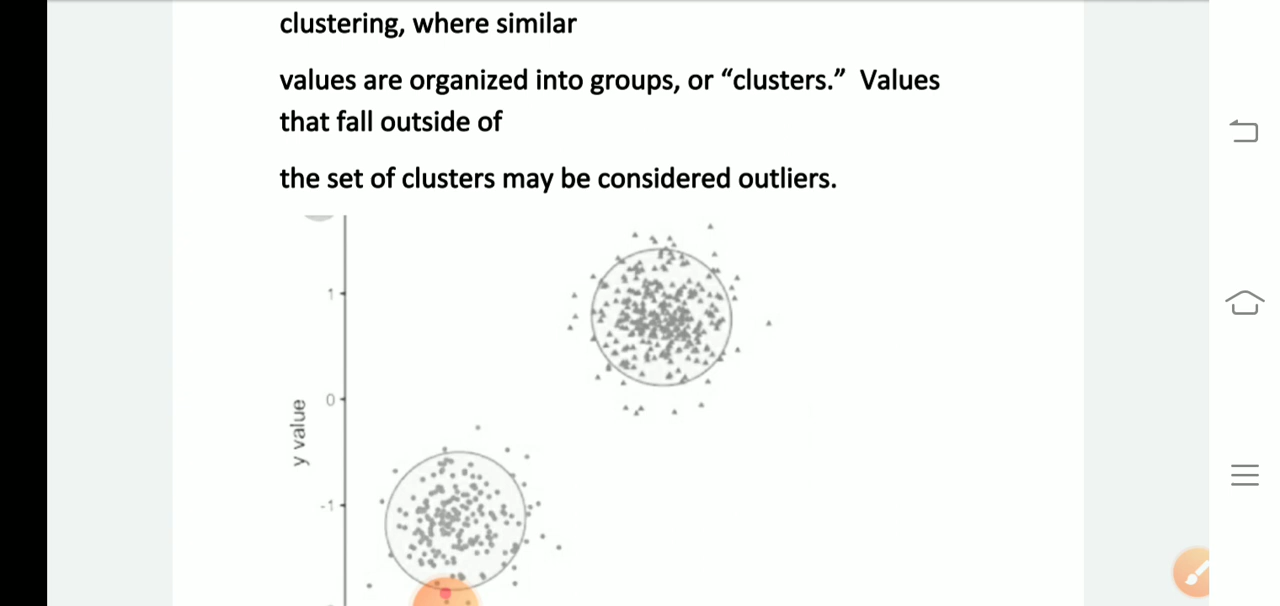 clustering, where similar
values are organized into groups, or “clusters.” Values
that fall outside of
the set of clusters may be considered outliers.
1
0
y value
-1